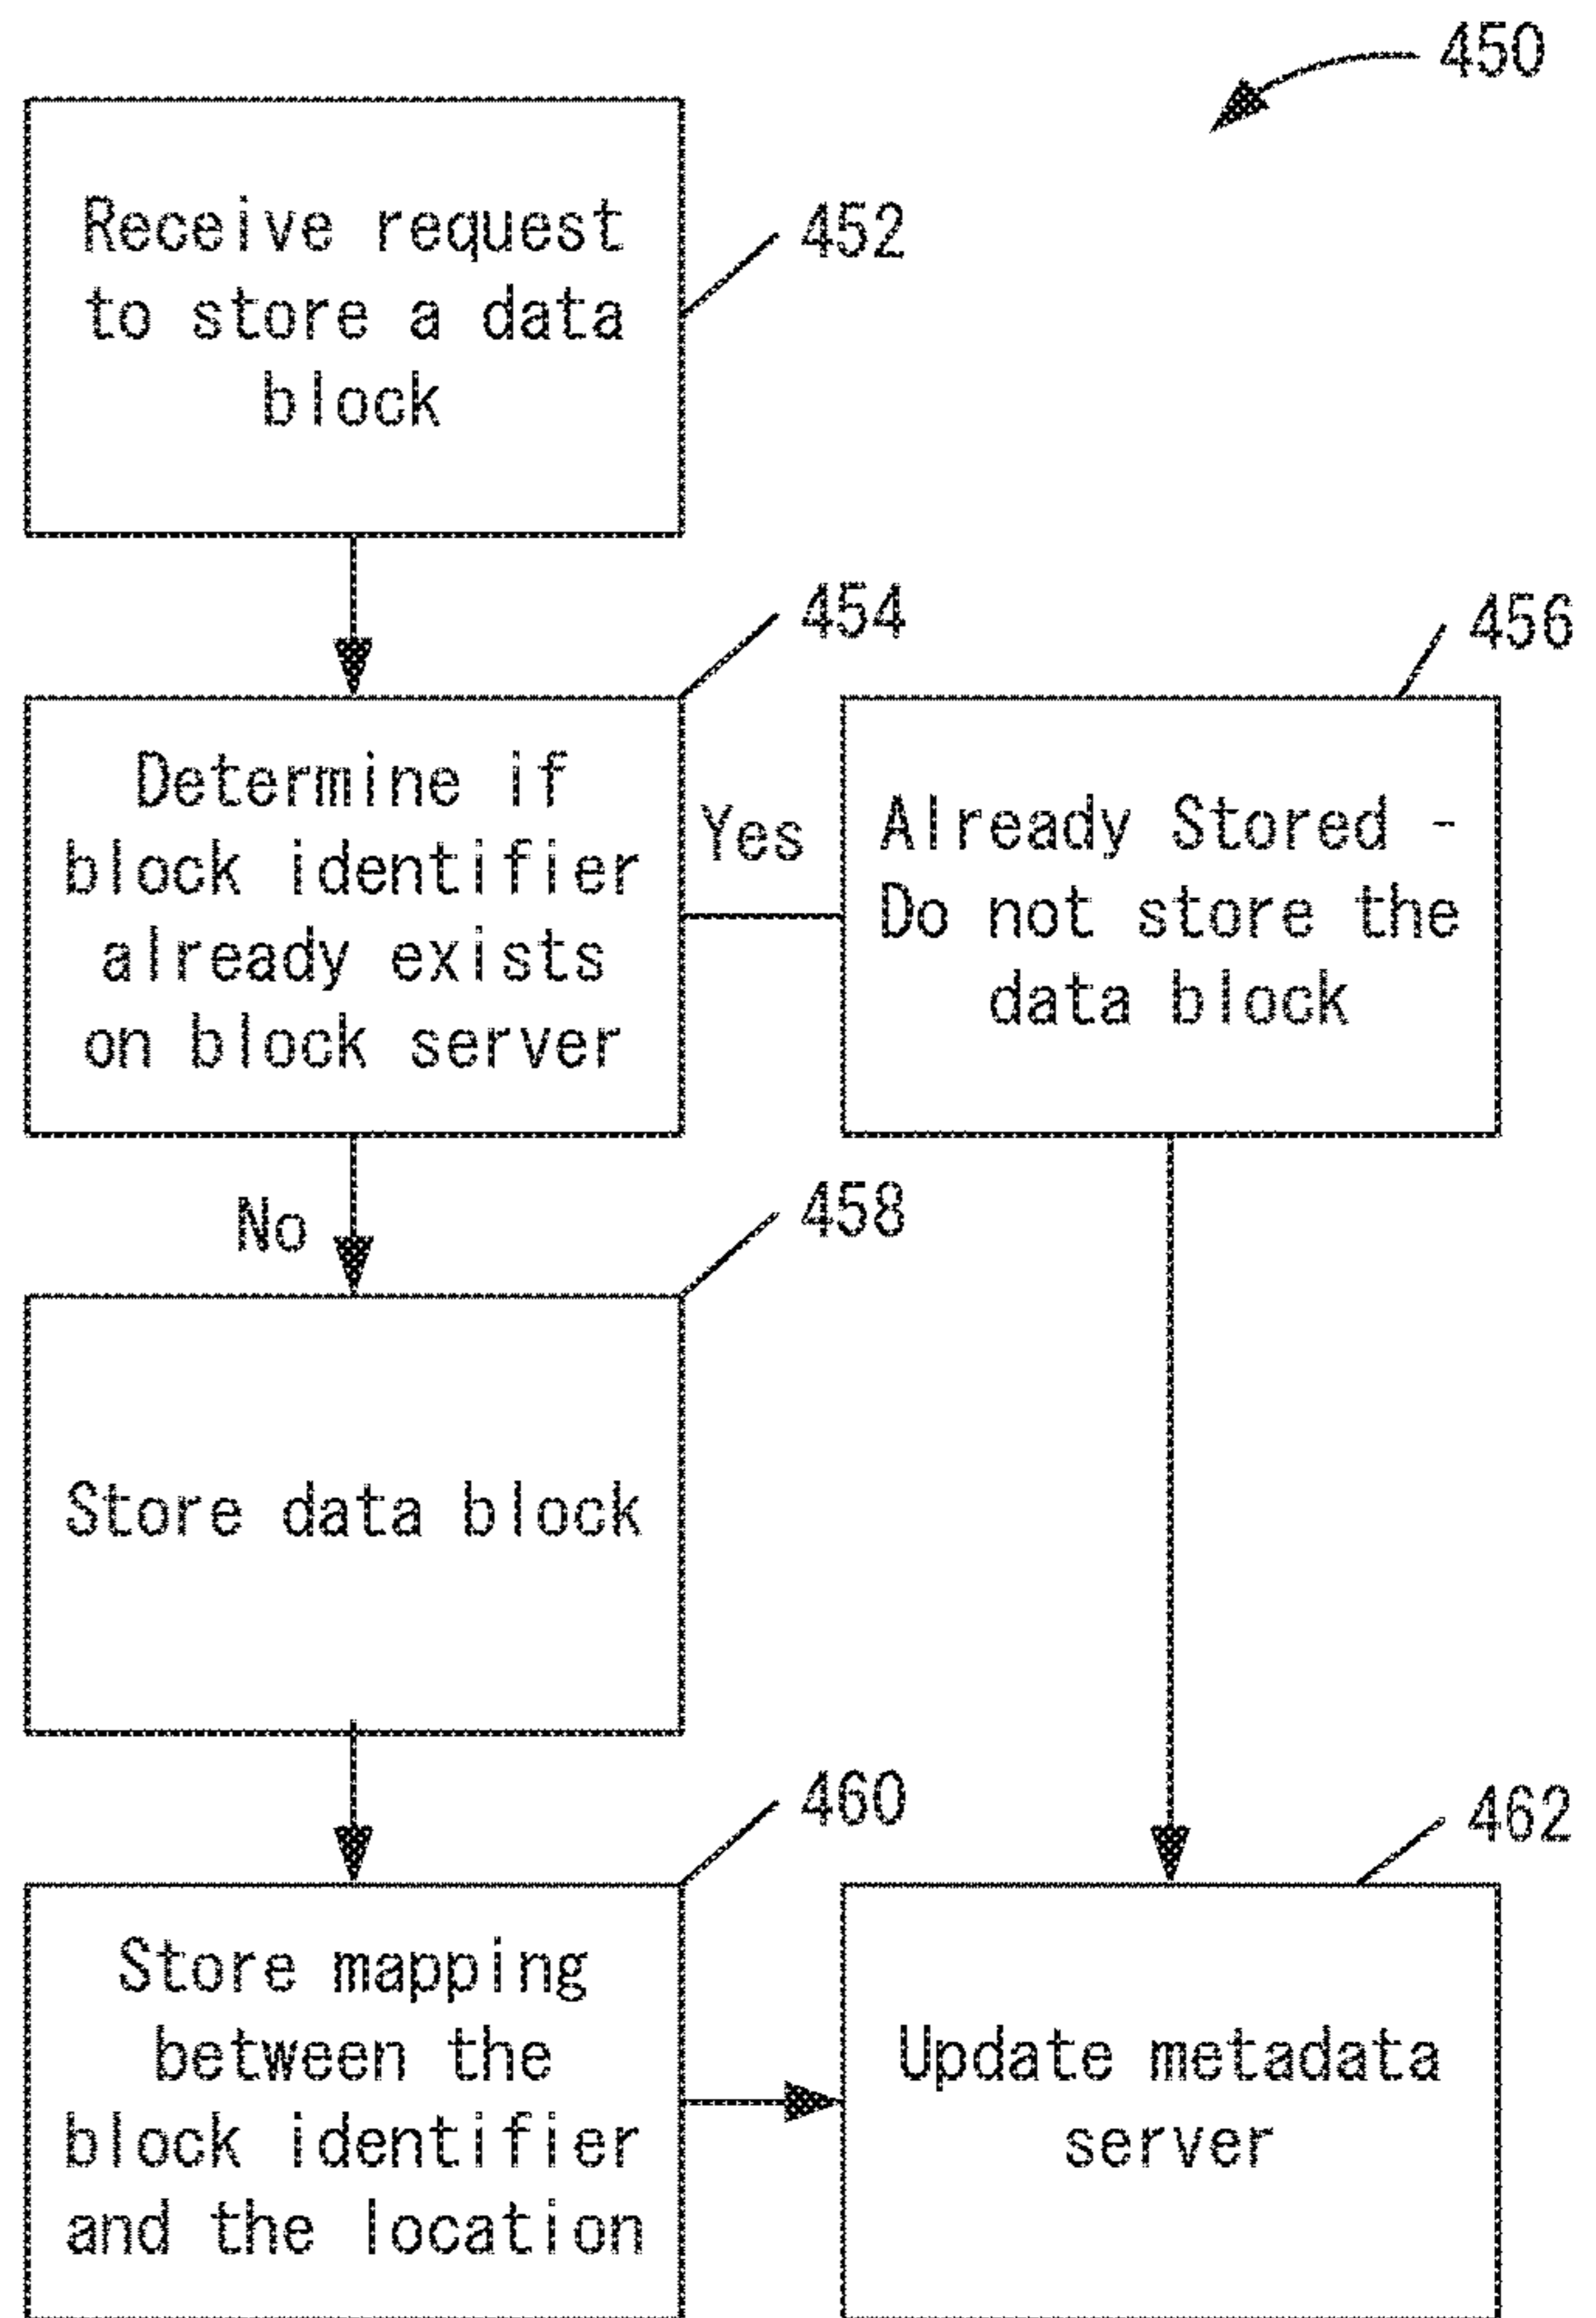 450
Receive request
to store a data
block
452
454
456
Determine if
block identifier
already exists
on block server
Yes
Already Stored -
Do not store the
data block
No
458
Store data block
460
462
Store mapping
between the
block identifier
and the location
Update metadata
server